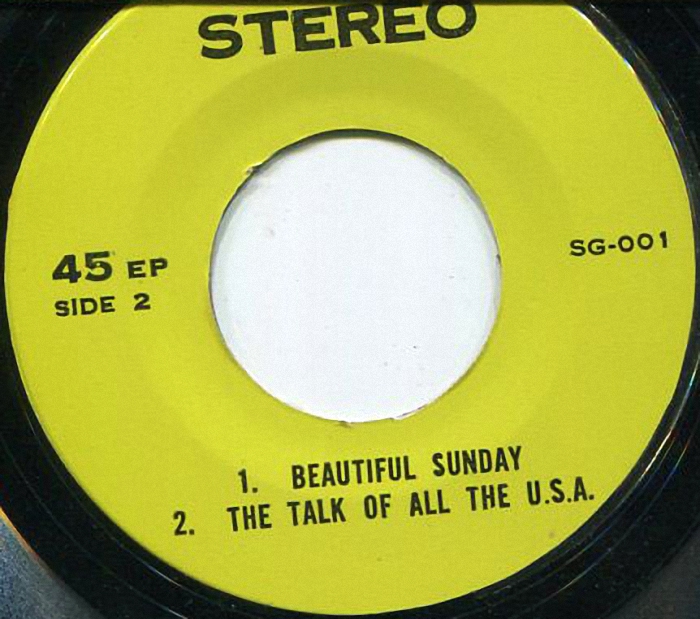 STEREO
45 EP
SIDE 2
SG-001
1. BEAUTIFUL SUNDAY
2. THE TALK OF ALL THE U.S.A.